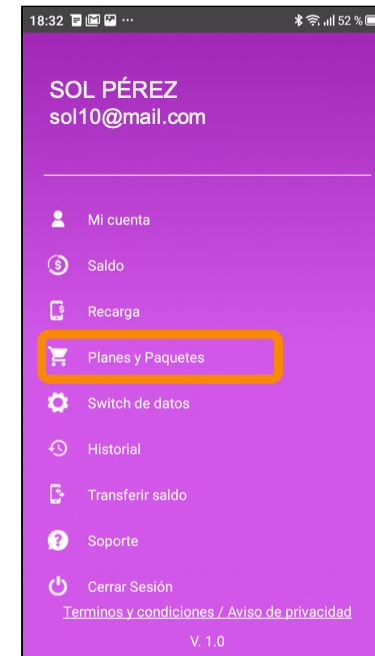 18:32 ··· 52 %
SOL PÉREZ
sol10@mail.com
Mi cuenta
Saldo
Recarga
Planes y Paquetes
Switch de datos
Historial
Transferir saldo
Soporte
Cerrar Sesión
Terminos y condiciones / Aviso de privacidad
V. 1.0